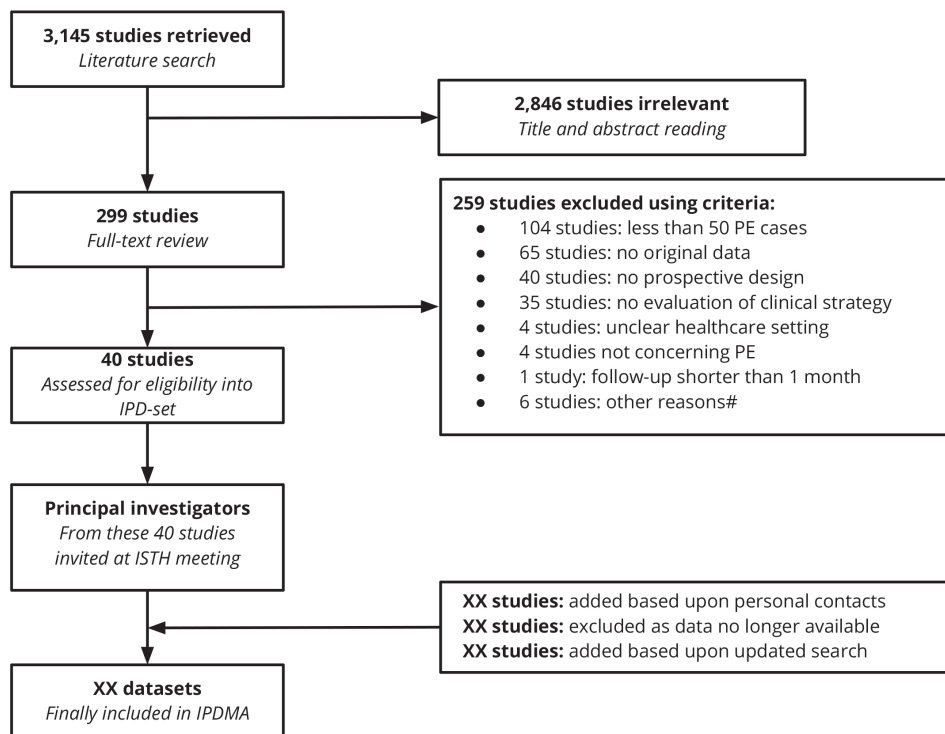 3,145 studies retrieved
Literature search
2,846 studies irrelevant
Title and abstract reading
299 studies
Full-text review
259 studies excluded using criteria:
● 104 studies: less than 50 PE cases
● 65 studies: no original data
● 40 studies: no prospective design
● 35 studies: no evaluation of clinical strategy
● 4 studies: unclear healthcare setting
● 4 studies not concerning PE
● 1 study: follow-up shorter than 1 month
● 6 studies: other reasons#
40 studies
Assessed for eligibility into
IPD-set
Principal investigators
From these 40 studies
invited at ISTH meeting
XX studies: added based upon personal contacts
XX studies: excluded as data no longer available
XX studies: added based upon updated search
XX datasets
Finally included in IPDMA